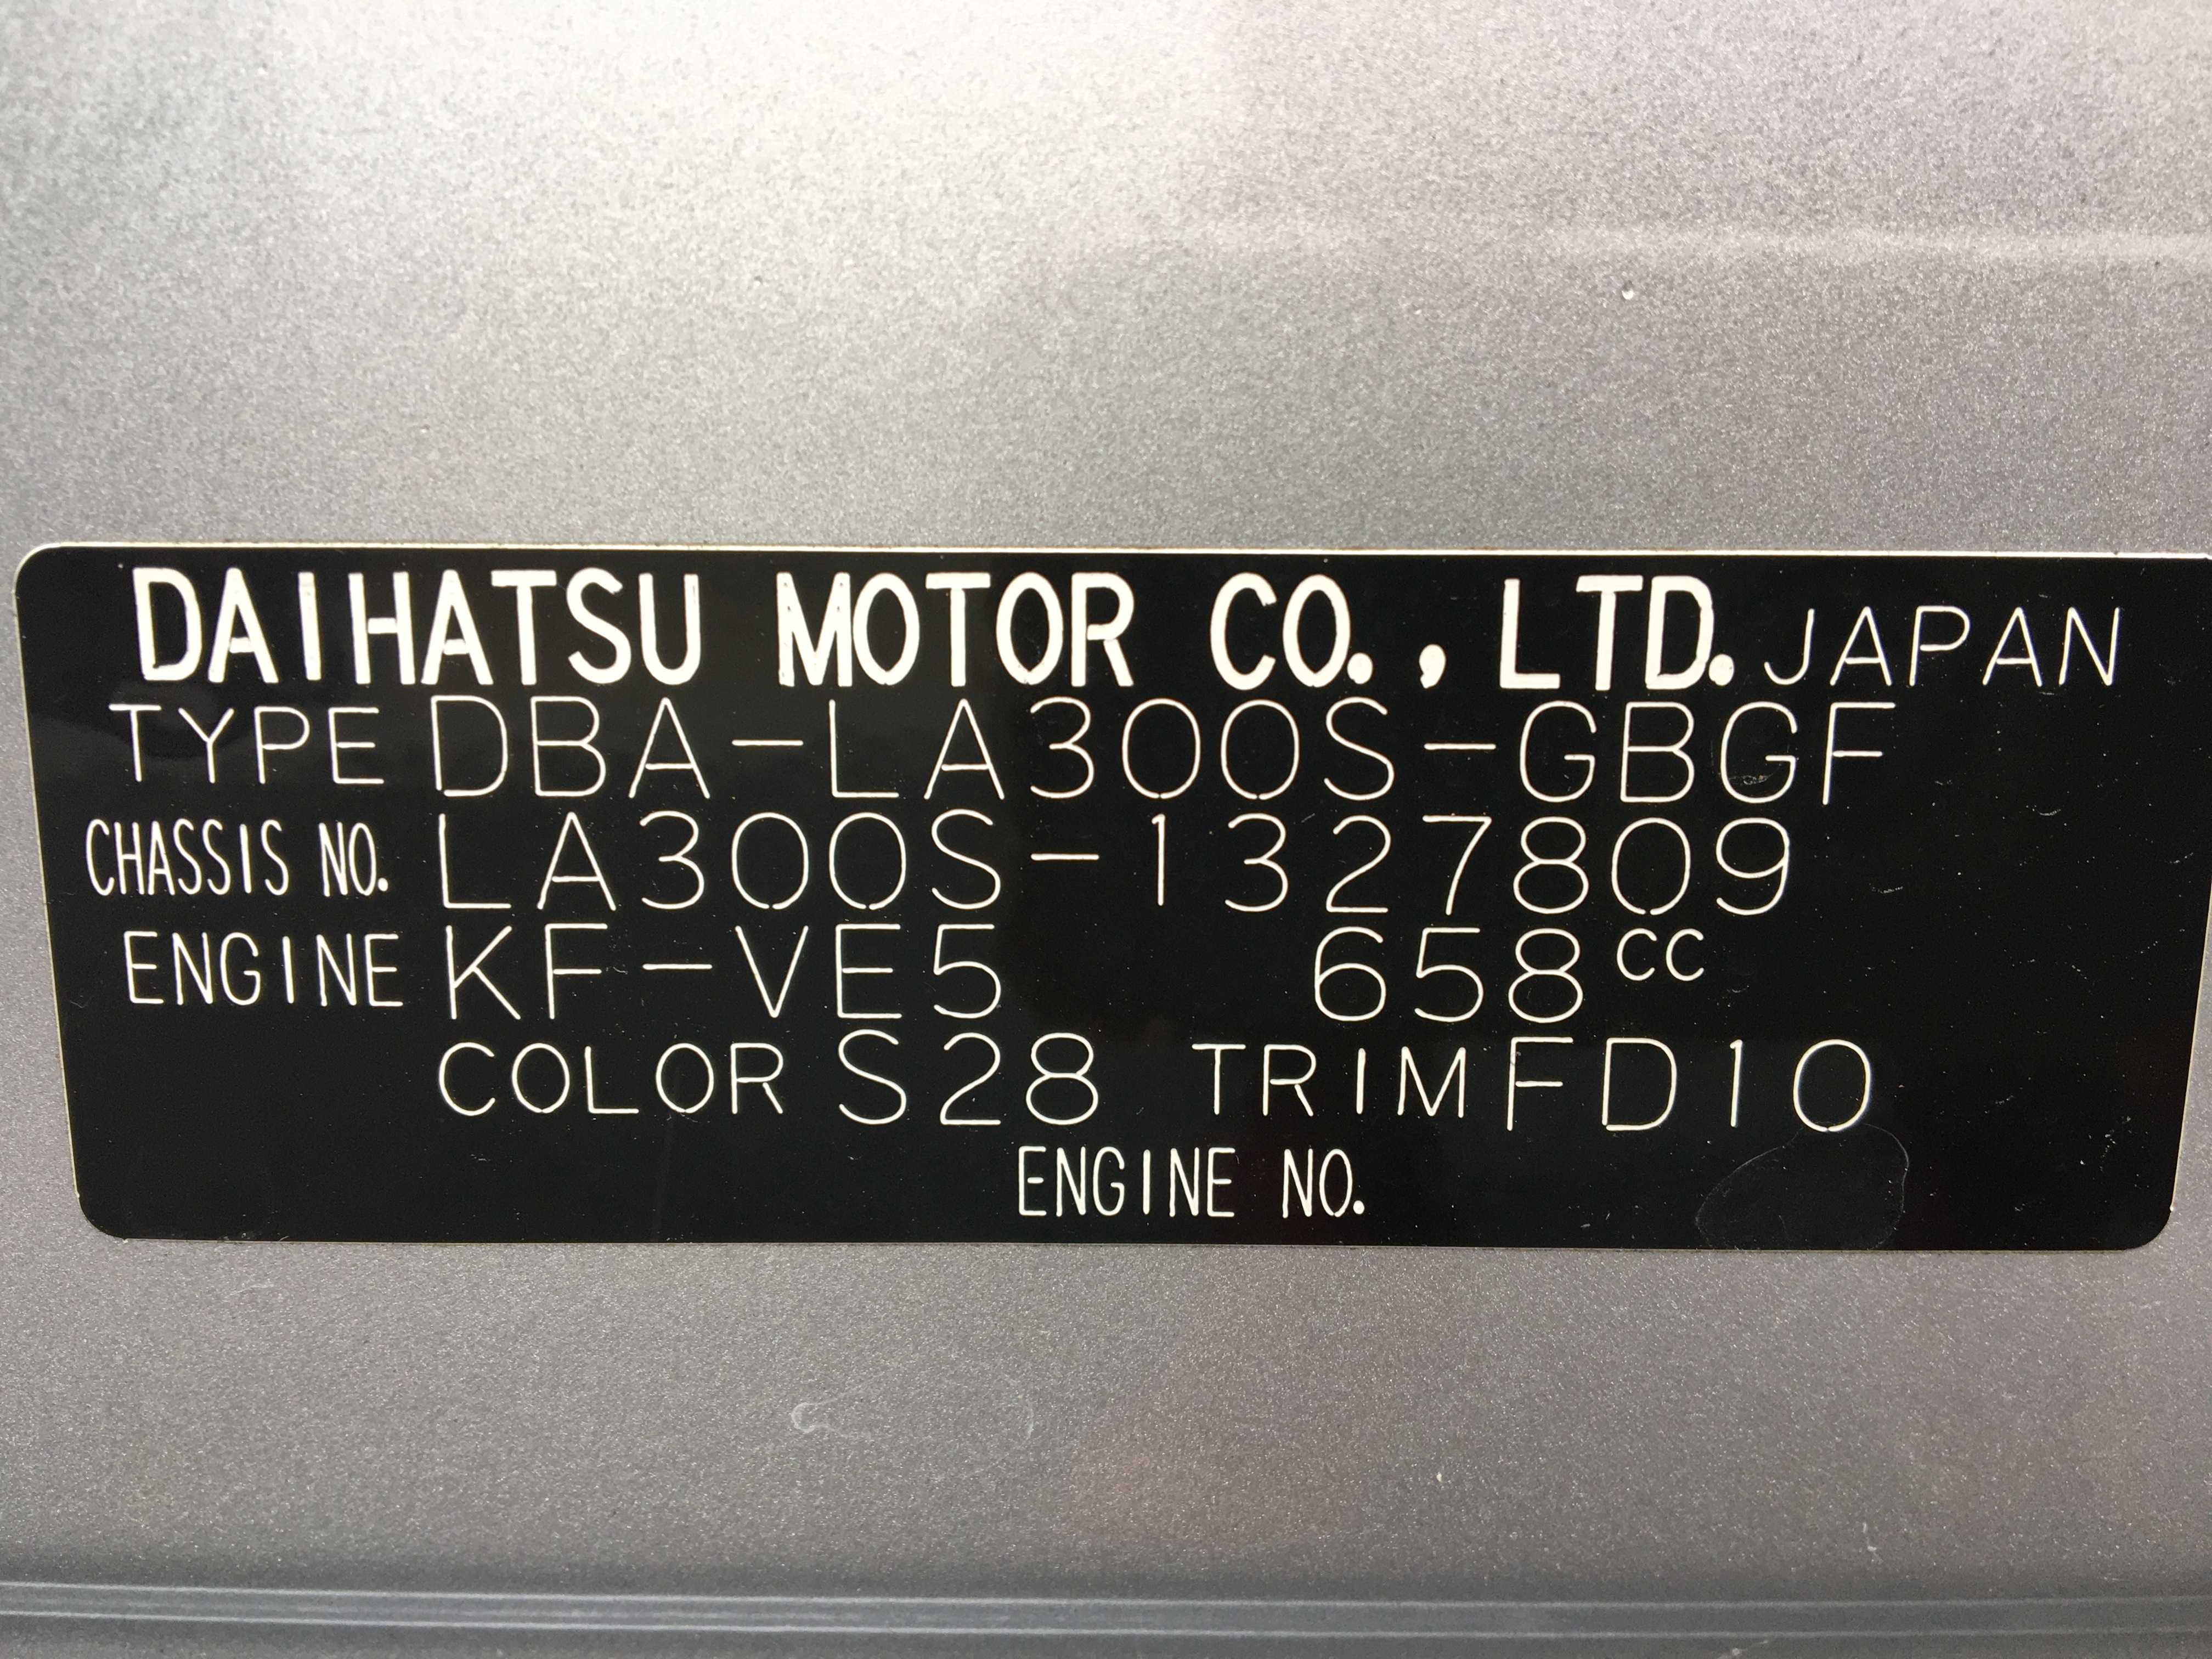 DAIHATSU MOTOR CO., LTD. JAPAN
TYPE DBA-LA300S-GBGF
CHASSIS NO. LA300S-1327809
ENGINE KF-VE5 658cc
COLOR S28 TRIM FD10
ENGINE NO.